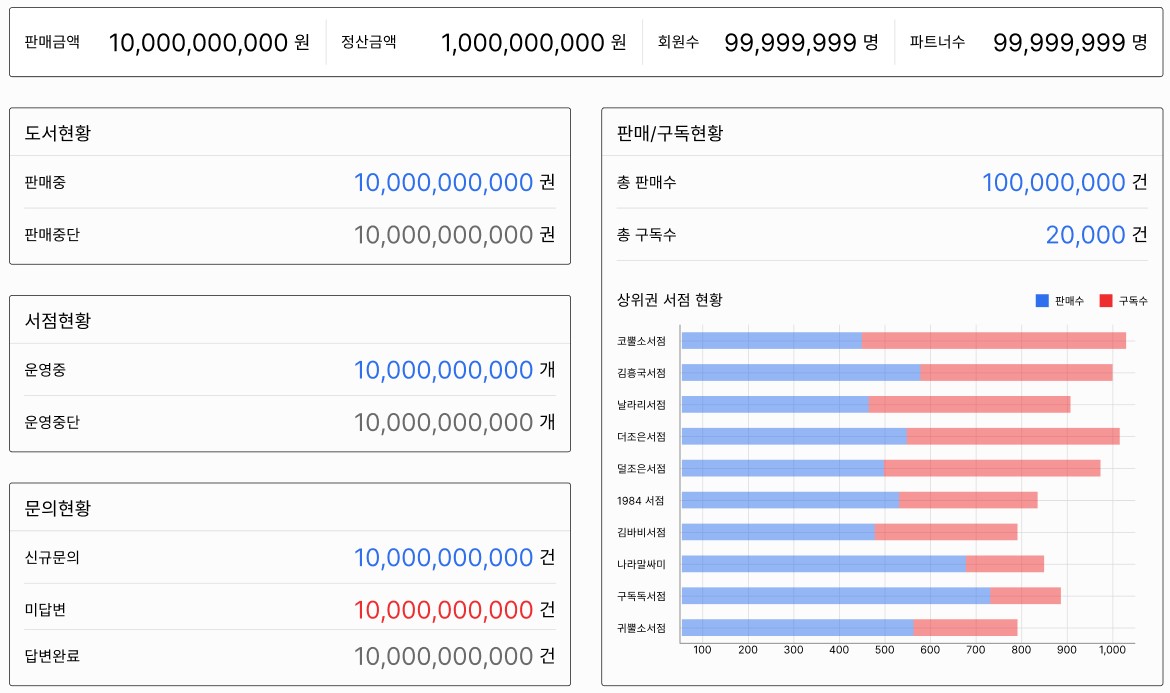 판매금액 10,000,000,000 원 정산금액 1,000,000,000 원 회원수 99,999,999 명 파트너수 99,999,999 명
도서현황
판매중 10,000,000,000 권
판매중단 10,000,000,000 권
서점현황
운영중 10,000,000,000 개
운영중단 10,000,000,000 개
문의현황
신규문의 10,000,000,000 건
미답변 10,000,000,000 건
답변완료 10,000,000,000 건
판매/구독현황
총 판매수 100,000,000 건
총 구독수 20,000 건
상위권 서점 현황 판매수 구독수
코뿔소서점
김흥국서점
날라리서점
더조은서점
덜조은서점
1984 서점
김바비서점
나라말싸미
구독독서점
귀뿔소서점
100 200 300 400 500 600 700 800 900 1,000